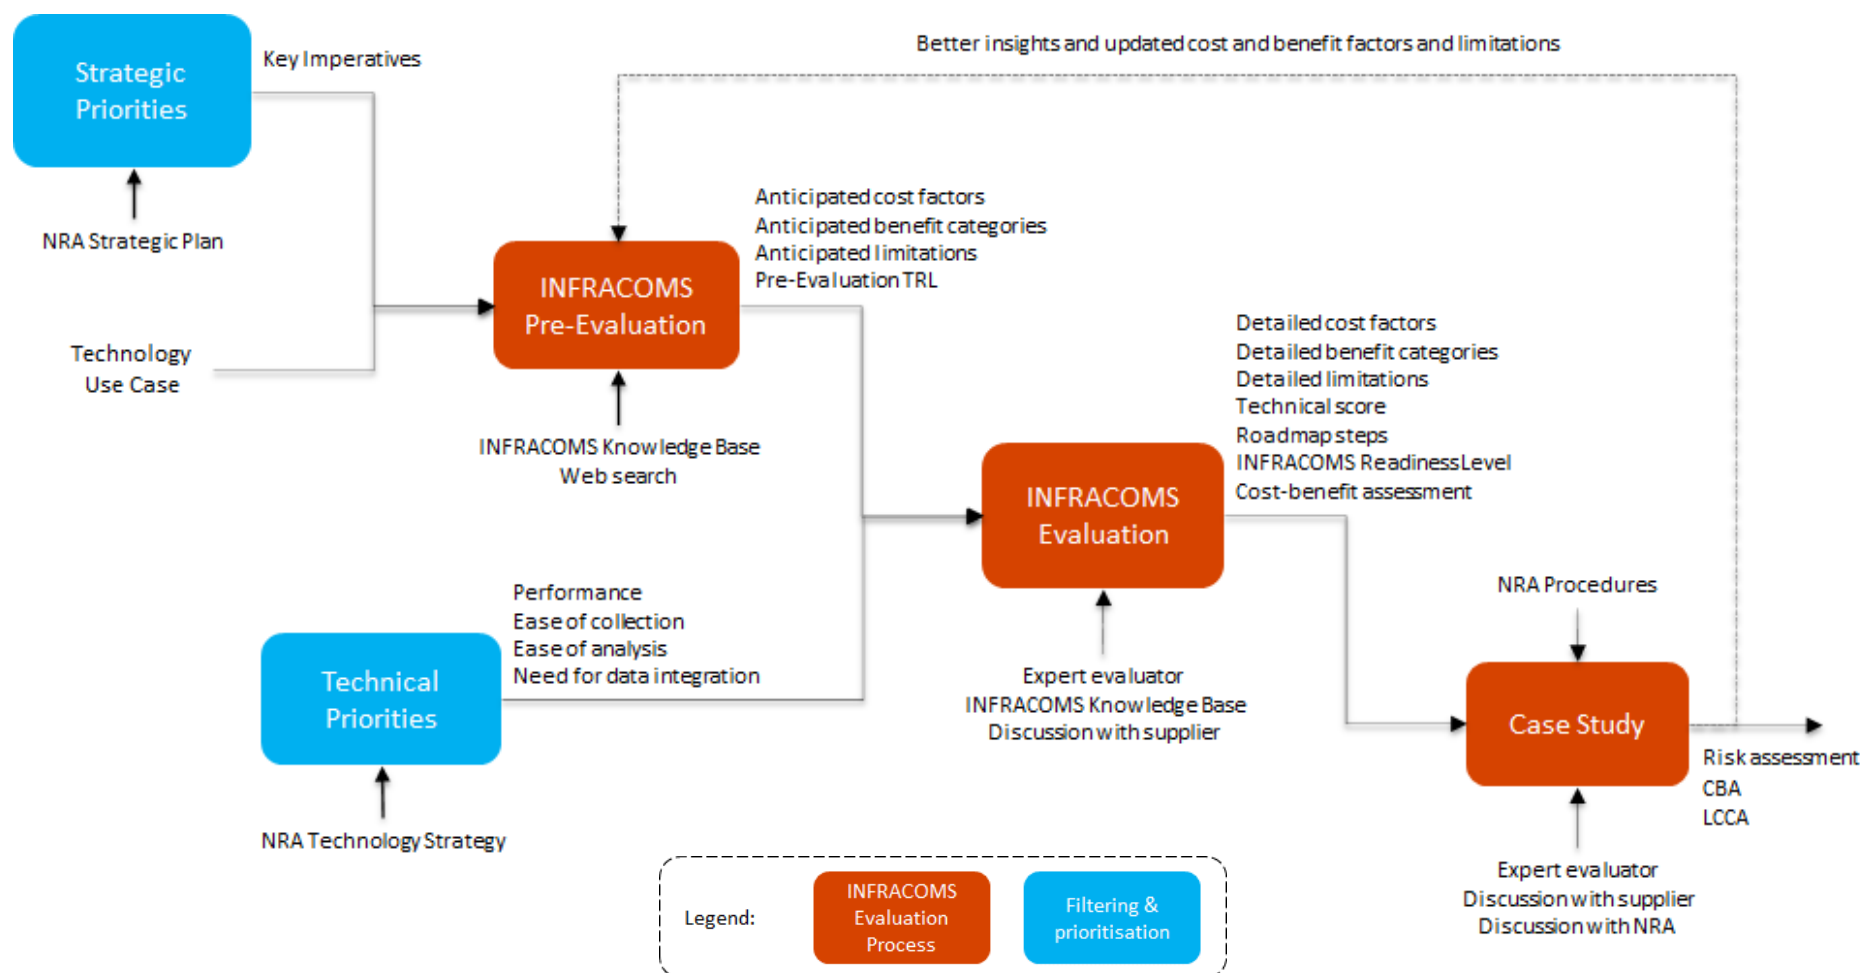 Strategic
Priorities
Key Imperatives
Better insights and updated cost and benefit factors and limitations
NRA Strategic Plan
Technology
Use Case
INFRACOMS
Pre-Evaluation
Anticipated cost factors
Anticipated benefit categories
Anticipated limitations
Pre-Evaluation TRL
INFRACOMS Knowledge Base
Web search
Technical
Priorities
Performance
Ease of collection
Ease of analysis
Need for data integration
NRA Technology Strategy
INFRACOMS
Evaluation
Detailed cost factors
Detailed benefit categories
Detailed limitations
Technical score
Roadmap steps
INFRACOMS Readiness Level
Cost-benefit assessment
Expert evaluator
INFRACOMS Knowledge Base
Discussion with supplier
NRA Procedures
Case Study
Risk assessment
CBA
LCCA
Expert evaluator
Discussion with supplier
Discussion with NRA
Legend:
INFRACOMS
Evaluation
Process
Filtering &
prioritisation